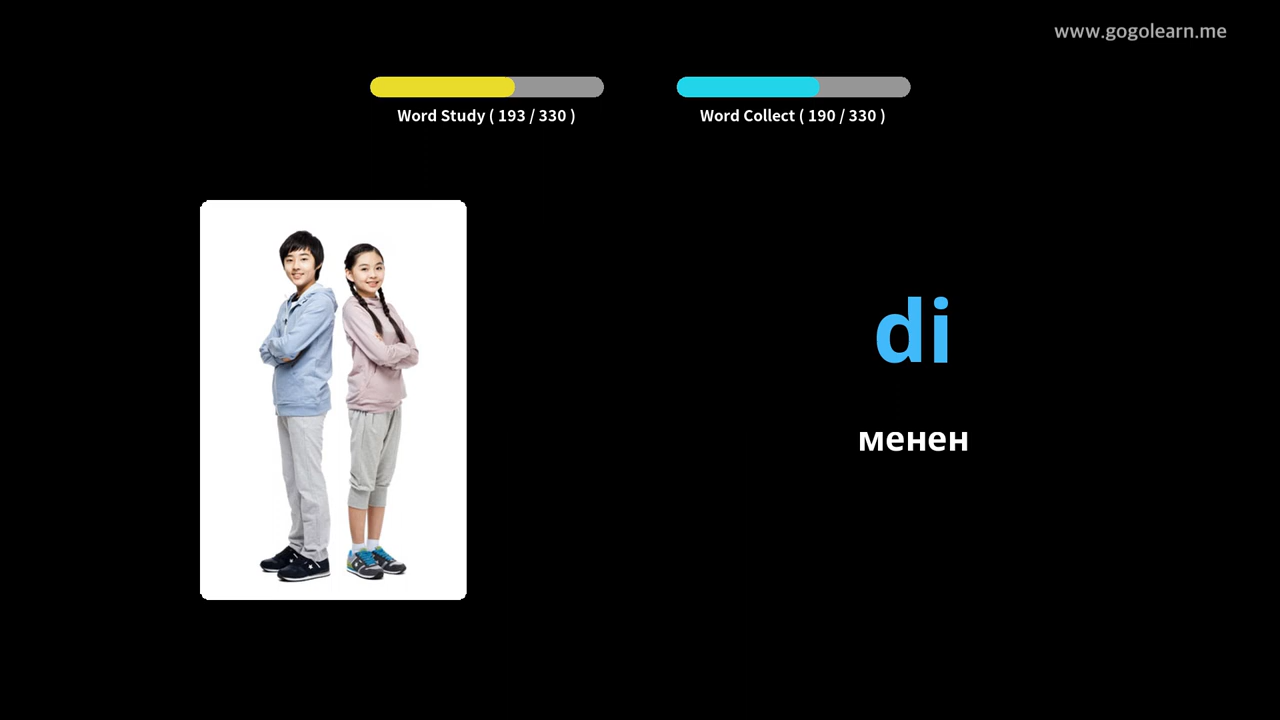 www.gogolearn.me
Word Study ( 193 / 330 )
Word Collect ( 190 / 330 )
di
менен